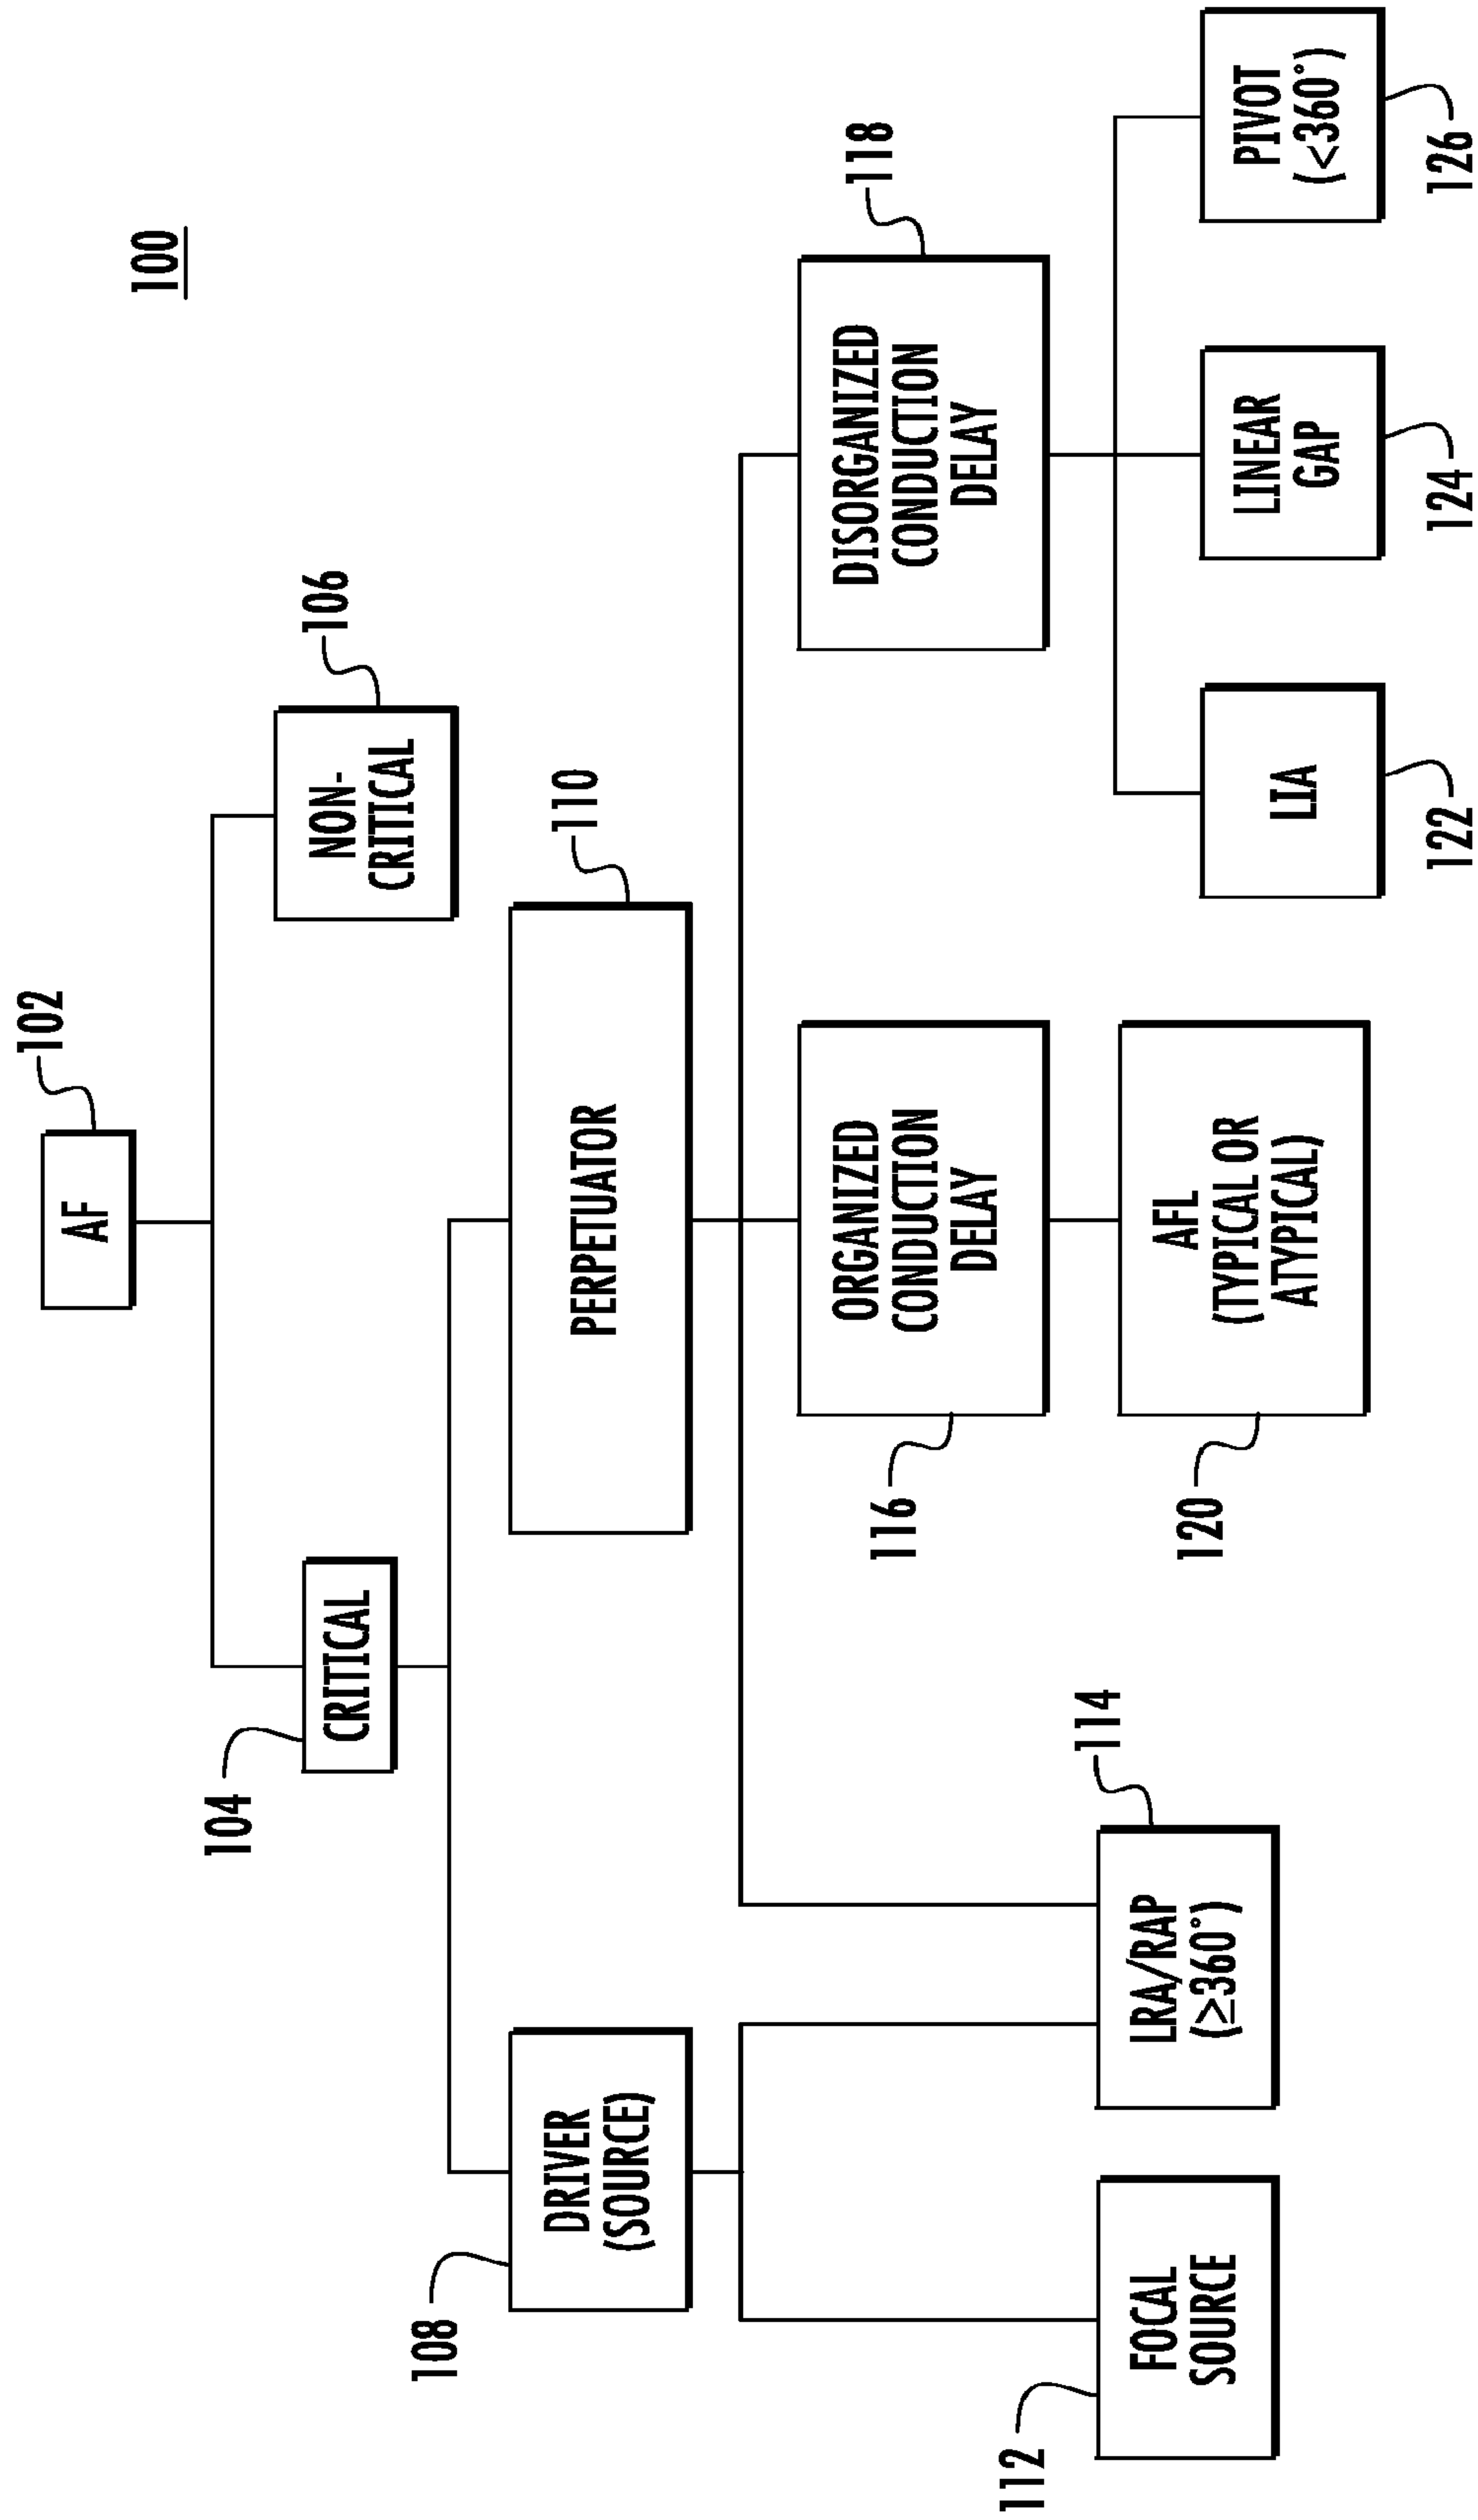 100
AF
102
CRITICAL
104
NON-
CRITICAL
106
DRIVER
(SOURCE)
108
PERPETUATOR
110
FOCAL
SOURCE
112
LRA/RAP
(≥360°)
114
ORGANIZED
CONDUCTION
DELAY
116
DISORGANIZED
CONDUCTION
DELAY
118
AFL
(TYPICAL OR
ATYPICAL)
120
LIA
122
LINEAR
GAP
124
PIVOT
(<360°)
126